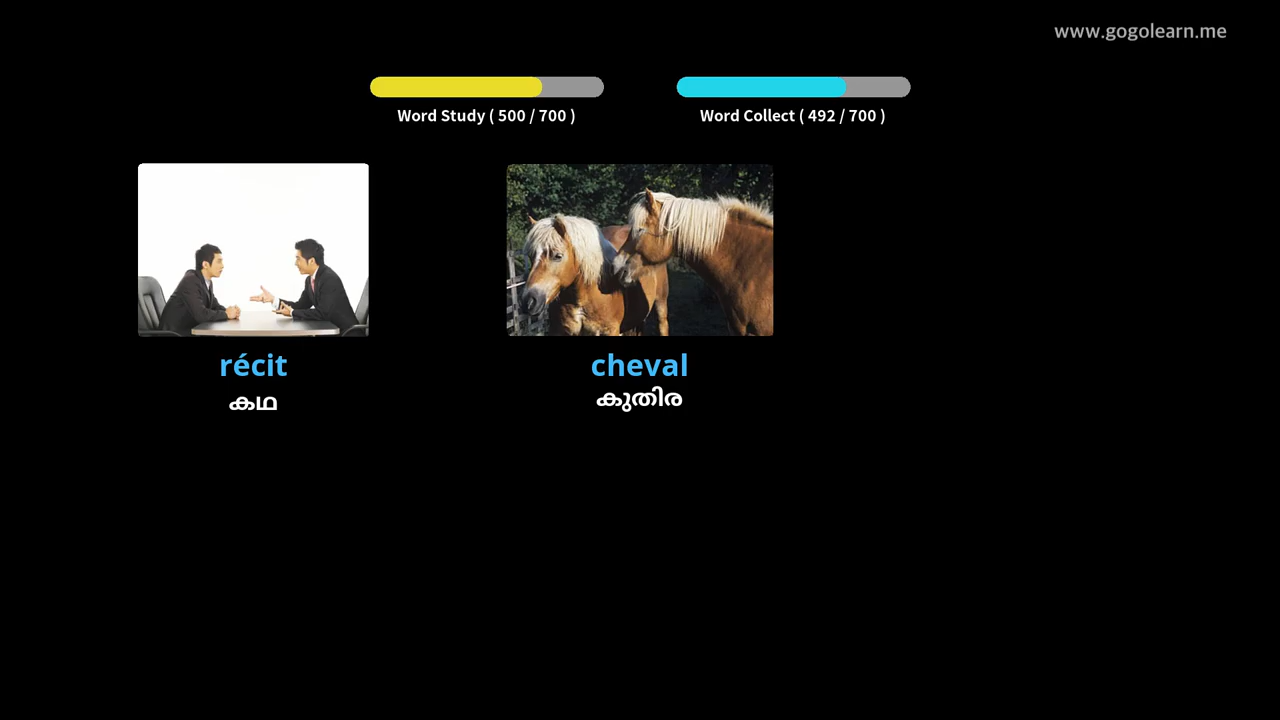 www.gogolearn.me
Word Study ( 500 / 700 )
Word Collect ( 492 / 700 )
récit
കഥ
cheval
കുതിര